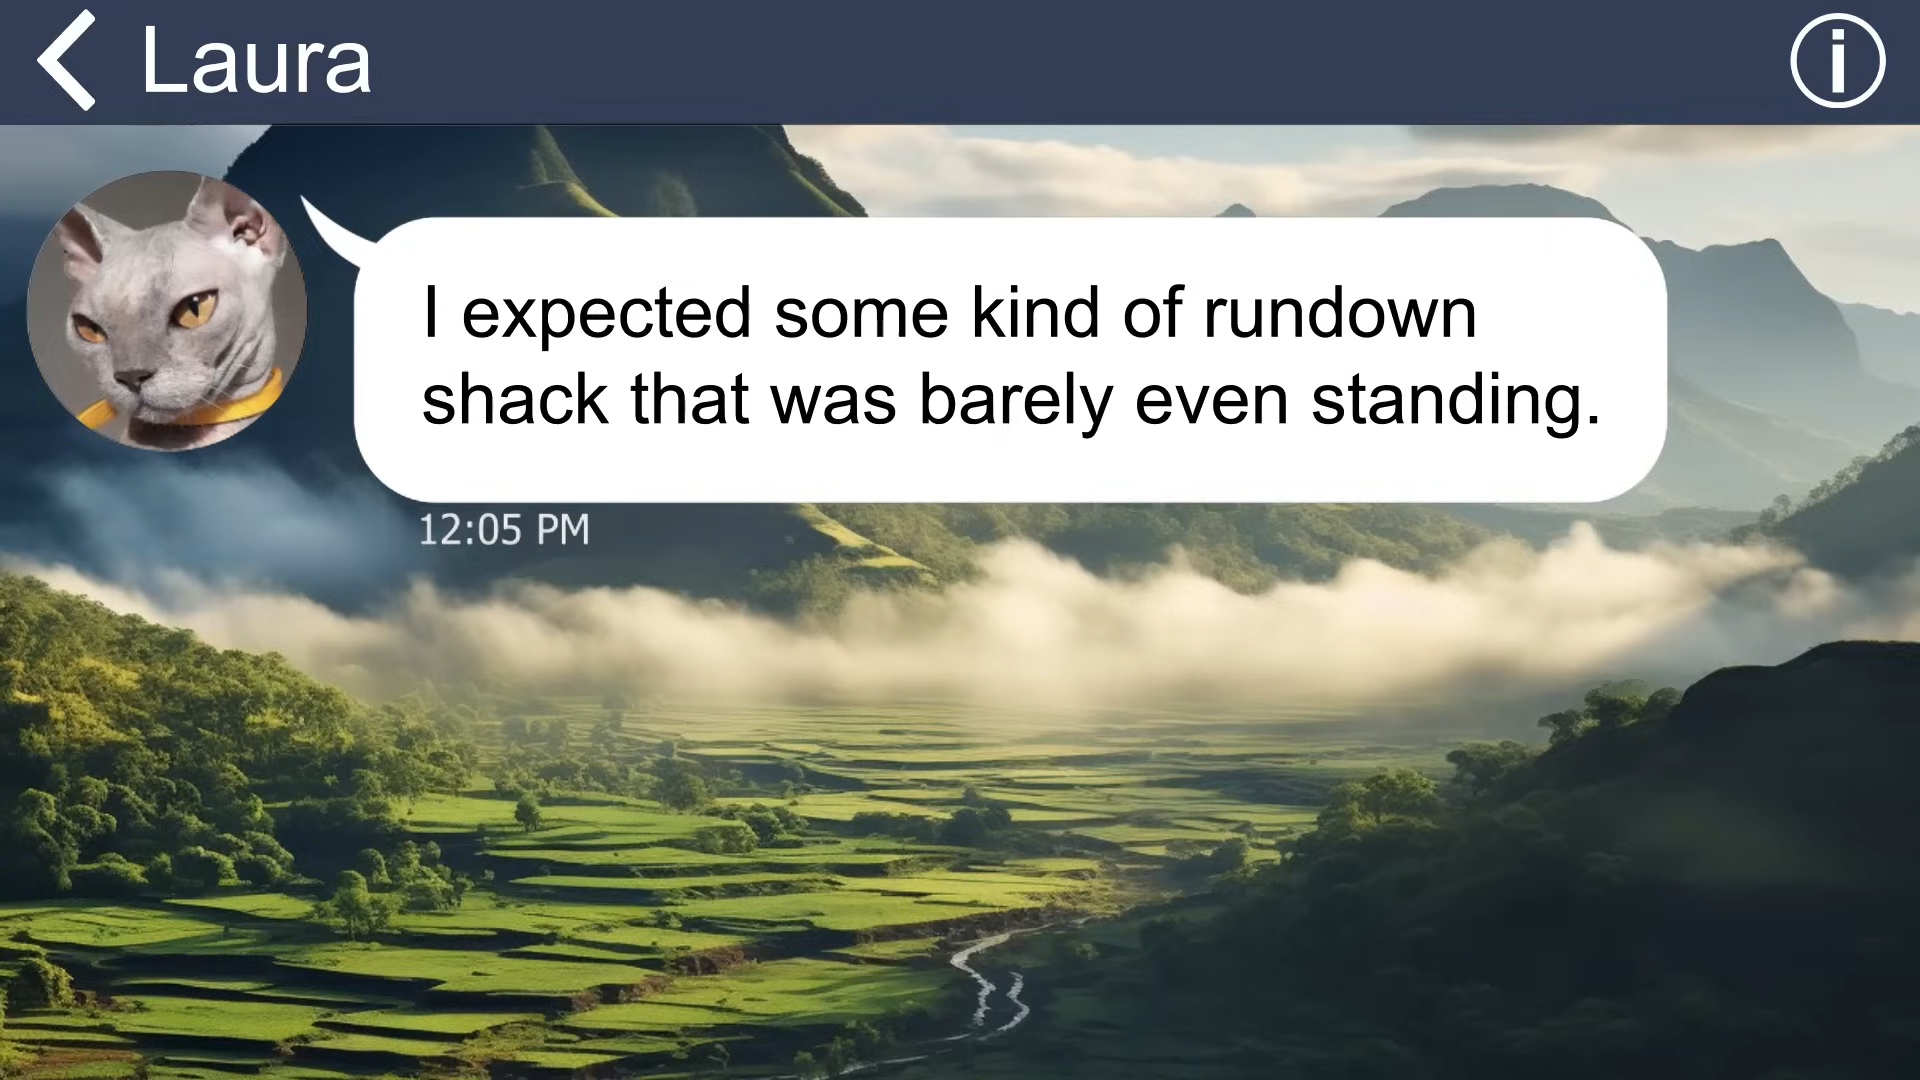 Laura
I expected some kind of rundown
shack that was barely even standing.
12:05 PM